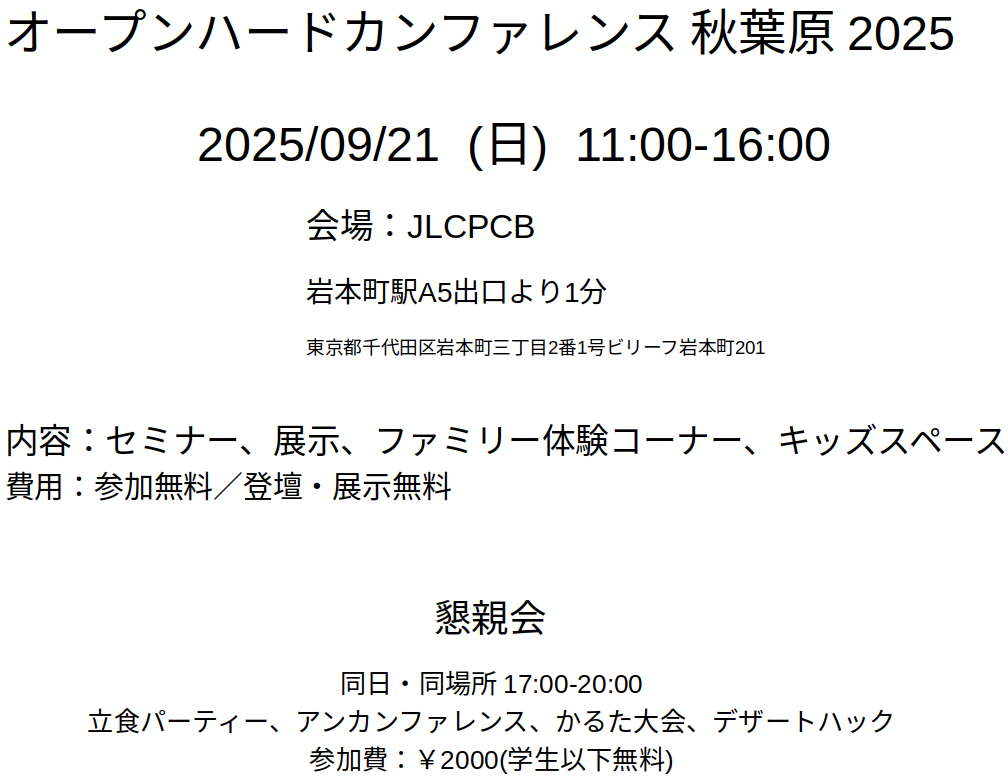 オープンハードカンファレンス 秋葉原 2025
2025/09/21 (日) 11:00-16:00
会場：JLCPCB
岩本町駅A5出口より1分
東京都千代田区岩本町三丁目2番1号ビリーフ岩本町201
内容：セミナー、展示、ファミリー体験コーナー、キッズスペース
費用：参加無料／登壇・展示無料
懇親会
同日・同場所 17:00-20:00
立食パーティー、アンカンファレンス、かるた大会、デザートハック
参加費：￥2000(学生以下無料)